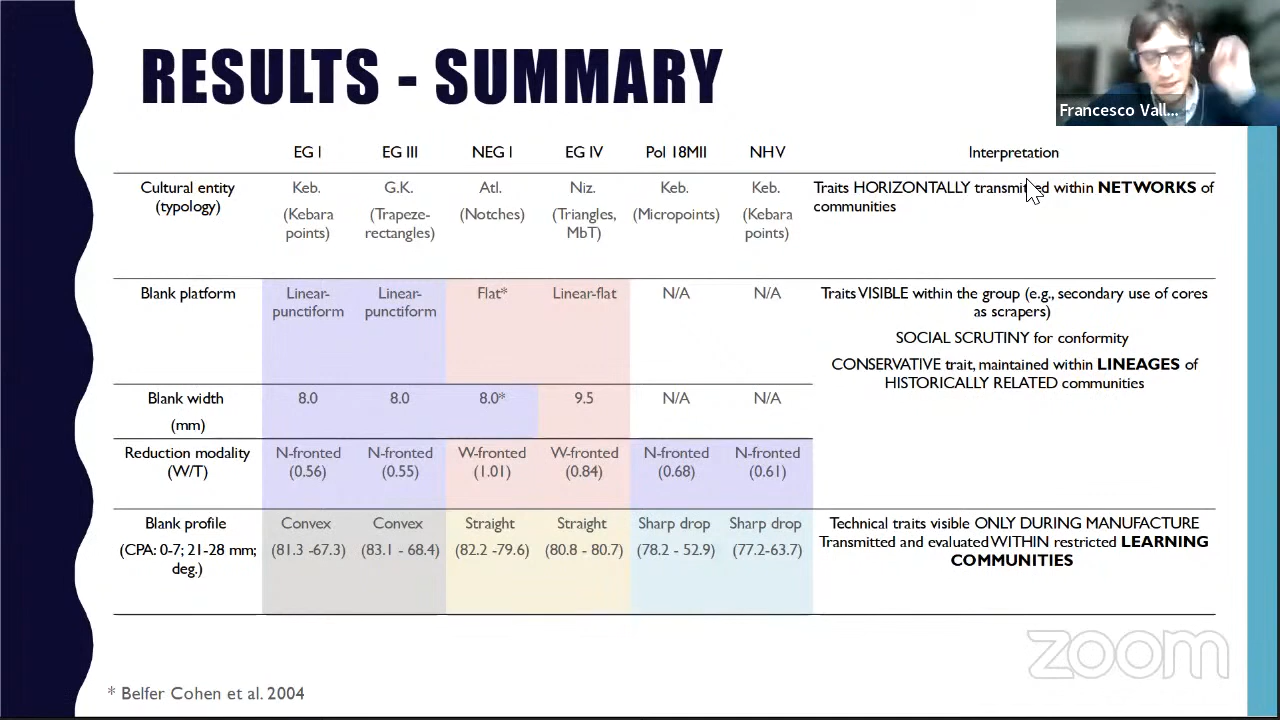 RESULTS - SUMMARY
Francesco Vall...
EG I EG III NEG I EG IV Pol 18MII NHV Interpretation
Cultural entity
(typology)
Keb.
(Kebara
points)
G.K.
(Trapeze-
rectangles)
Atl.
(Notches)
Niz.
(Triangles,
MbT)
Keb.
(Micropoints)
Keb.
(Kebara
points)
Traits HORIZONTALLY transmitted within NETWORKS of
communities
Blank platform
Linear-
punctiform
Linear-
punctiform
Flat*
Linear-flat
N/A
N/A
Traits VISIBLE within the group (e.g., secondary use of cores
as scrapers)
SOCIAL SCRUTINY for conformity
CONSERVATIVE trait, maintained within LINEAGES of
HISTORICALLY RELATED communities
Blank width
(mm)
8.0
8.0
8.0*
9.5
N/A
N/A
Reduction modality
(W/T)
N-fronted
(0.56)
N-fronted
(0.55)
W-fronted
(1.01)
W-fronted
(0.84)
N-fronted
(0.68)
N-fronted
(0.61)
Blank profile
(CPA: 0-7; 21-28 mm;
deg.)
Convex
(81.3 -67.3)
Convex
(83.1 - 68.4)
Straight
(82.2 -79.6)
Straight
(80.8 - 80.7)
Sharp drop
(78.2 - 52.9)
Sharp drop
(77.2-63.7)
Technical traits visible ONLY DURING MANUFACTURE
Transmitted and evaluated WITHIN restricted LEARNING
COMMUNITIES
zoom
* Belfer Cohen et al. 2004